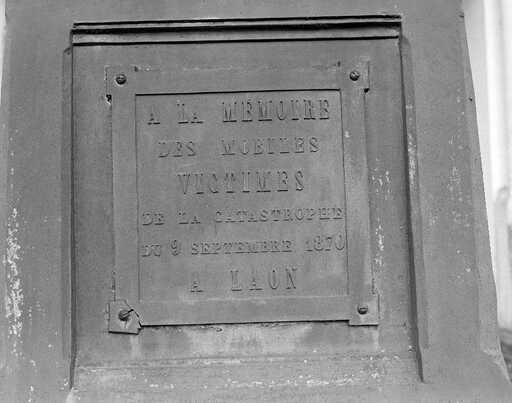 A LA MÉMOIRE
DES MOBILES
VICTIMES
DE LA CATASTROPHE
DU 9 SEPTEMBRE 1870
A LAON